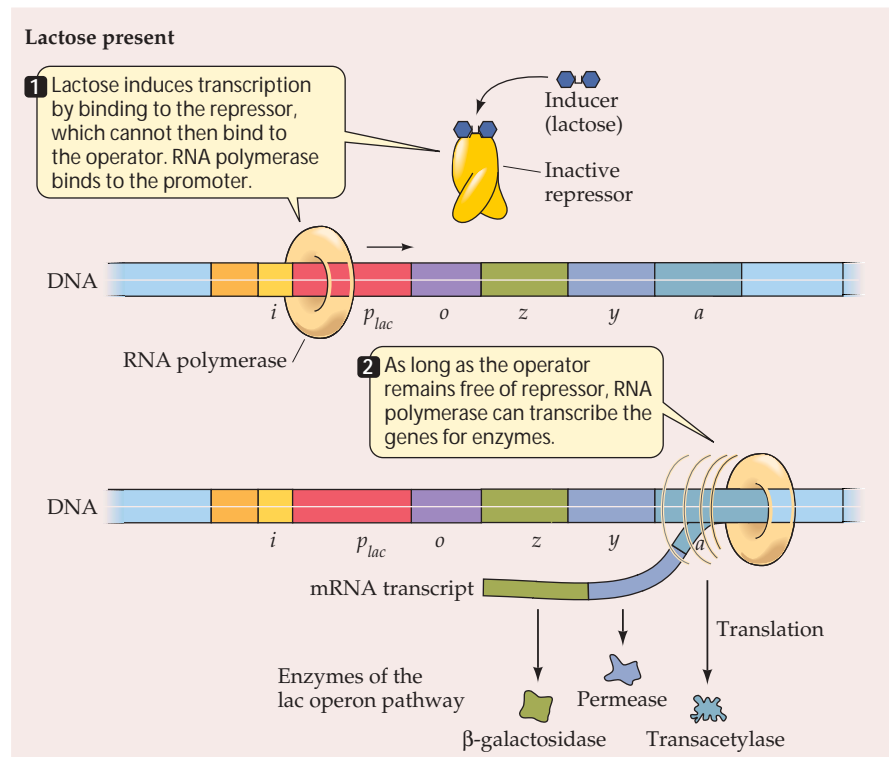 Lactose present
1 Lactose induces transcription
by binding to the repressor,
which cannot then bind to
the operator. RNA polymerase
binds to the promoter.
Inducer
(lactose)
Inactive
repressor
DNA
i
p_lac
o
z
y
a
RNA polymerase
2 As long as the operator
remains free of repressor, RNA
polymerase can transcribe the
genes for enzymes.
DNA
i
p_lac
o
z
y
a
mRNA transcript
Translation
Enzymes of the
lac operon pathway
β-galactosidase
Permease
Transacetylase